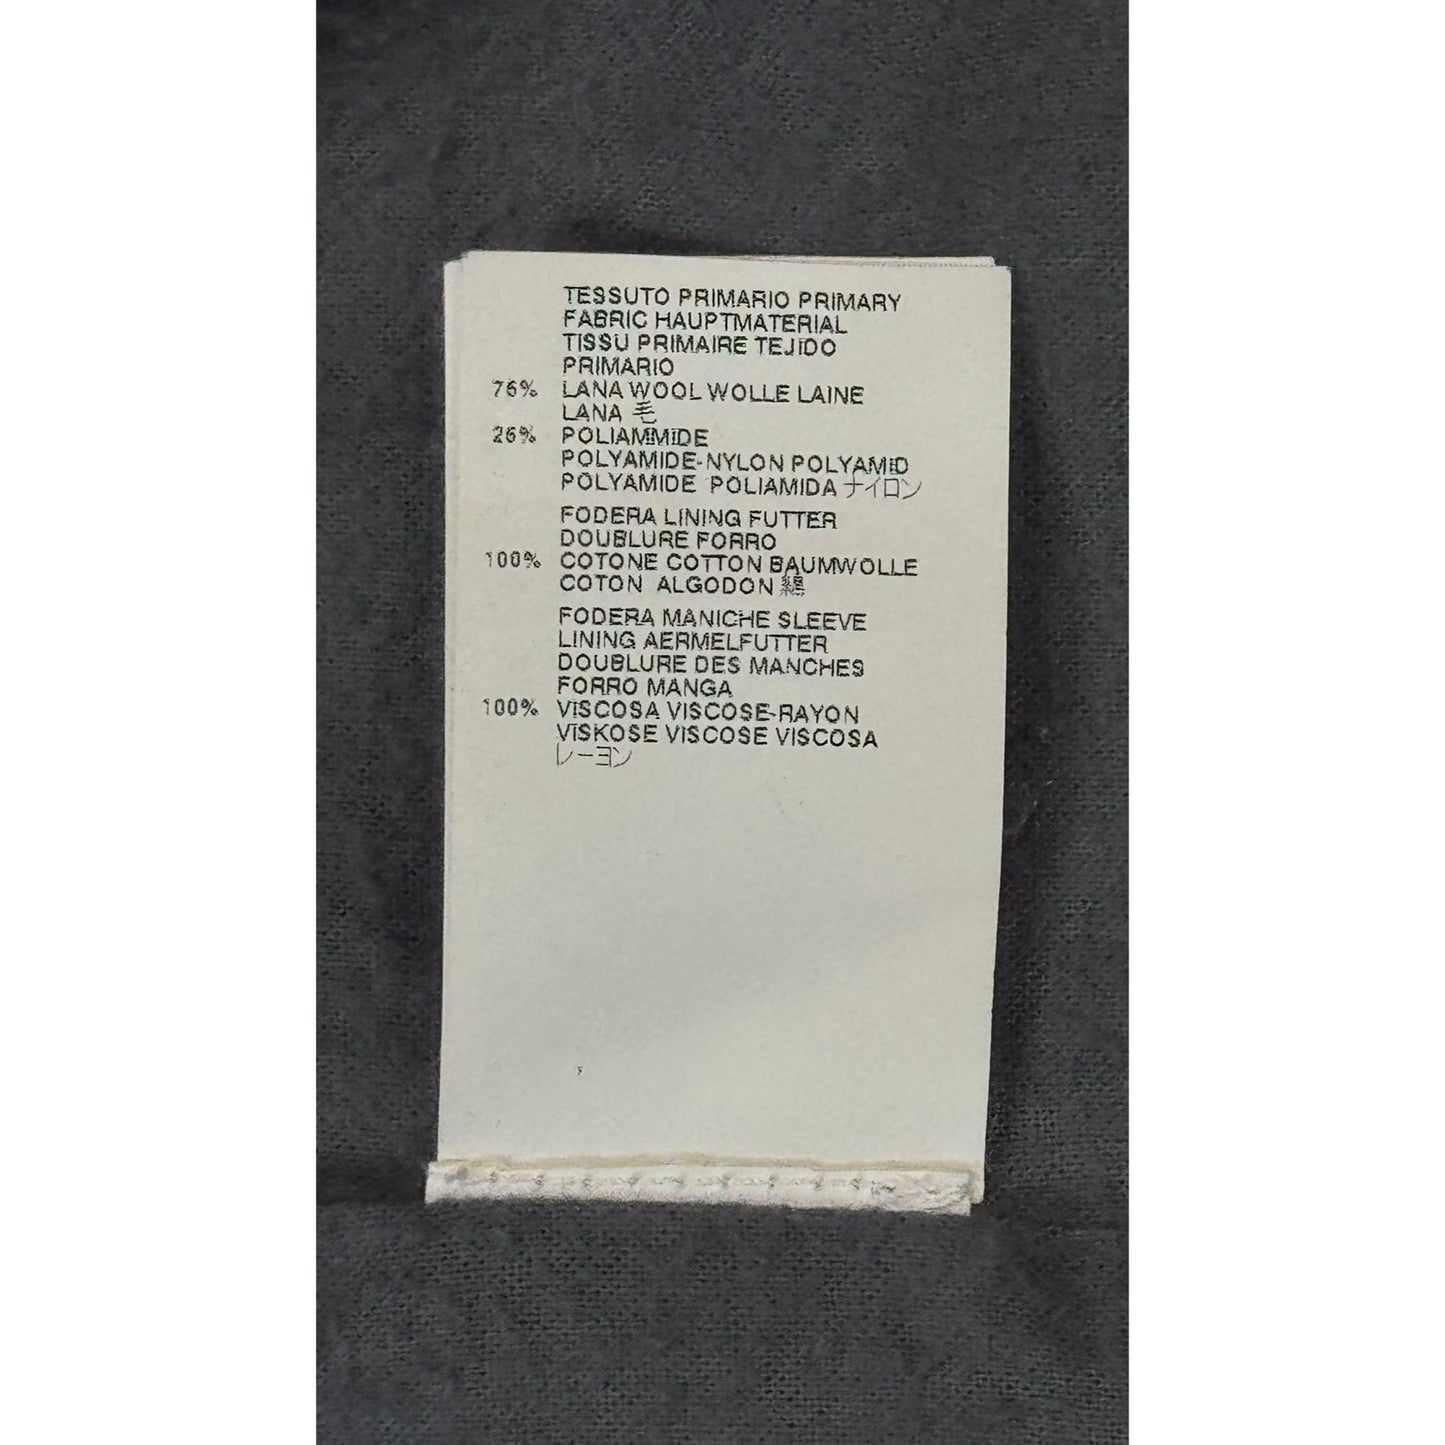 TESSUTO PRIMARIO PRIMARY
FABRIC HAUPTMATERIAL
TISSU PRIMAIRE TEJIDO
PRIMARIO
76% LANA WOOL WOLLE LAINE
LANA 毛
26% POLIAMMIDE
POLYAMIDE-NYLON POLYAMID
POLYAMIDE POLIAMIDA ナイロン
FODERA LINING FUTTER
DOUBLURE FORRO
100% COTONE COTTON BAUMWOLLE
COTON ALGODON 綿
FODERA MANICHE SLEEVE
LINING AERMELFUTTER
DOUBLURE DES MANCHES
FORRO MANGA
100% VISCOSA VISCOSE-RAYON
VISKOSE VISCOSE VISCOSA
レーヨン